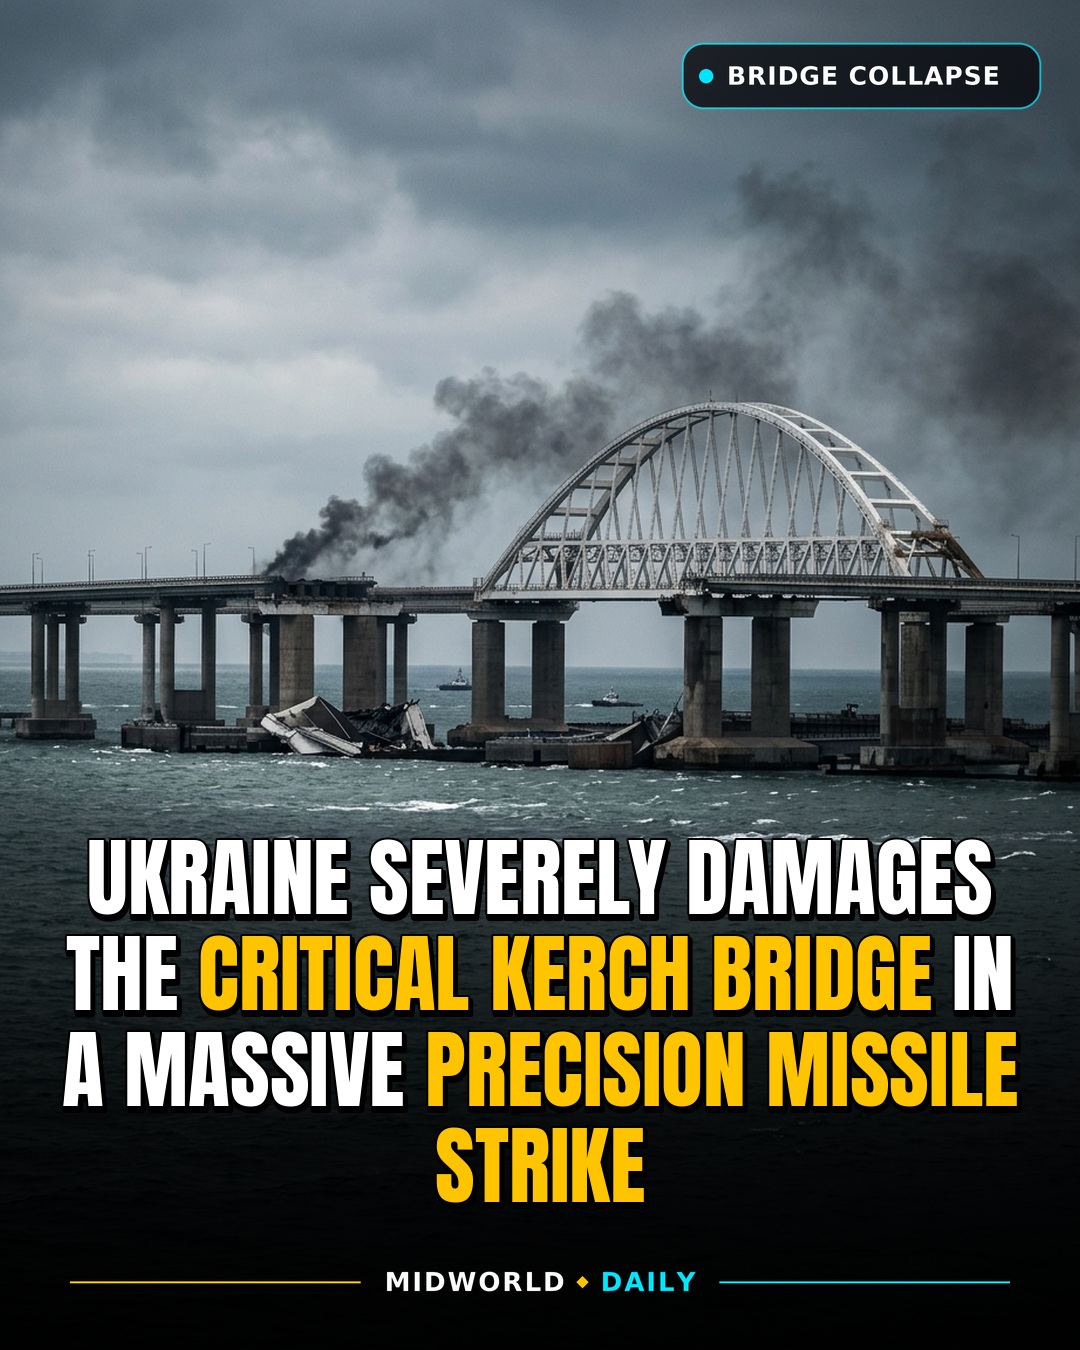 BRIDGE COLLAPSE
UKRAINE SEVERELY DAMAGES
THE CRITICAL KERCH BRIDGE IN
A MASSIVE PRECISION MISSILE
STRIKE
MIDWORLD ◆ DAILY